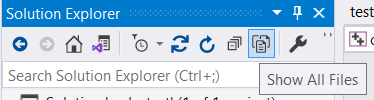 Solution Explorer
test
Search Solution Explorer (Ctrl+;)
Show All Files